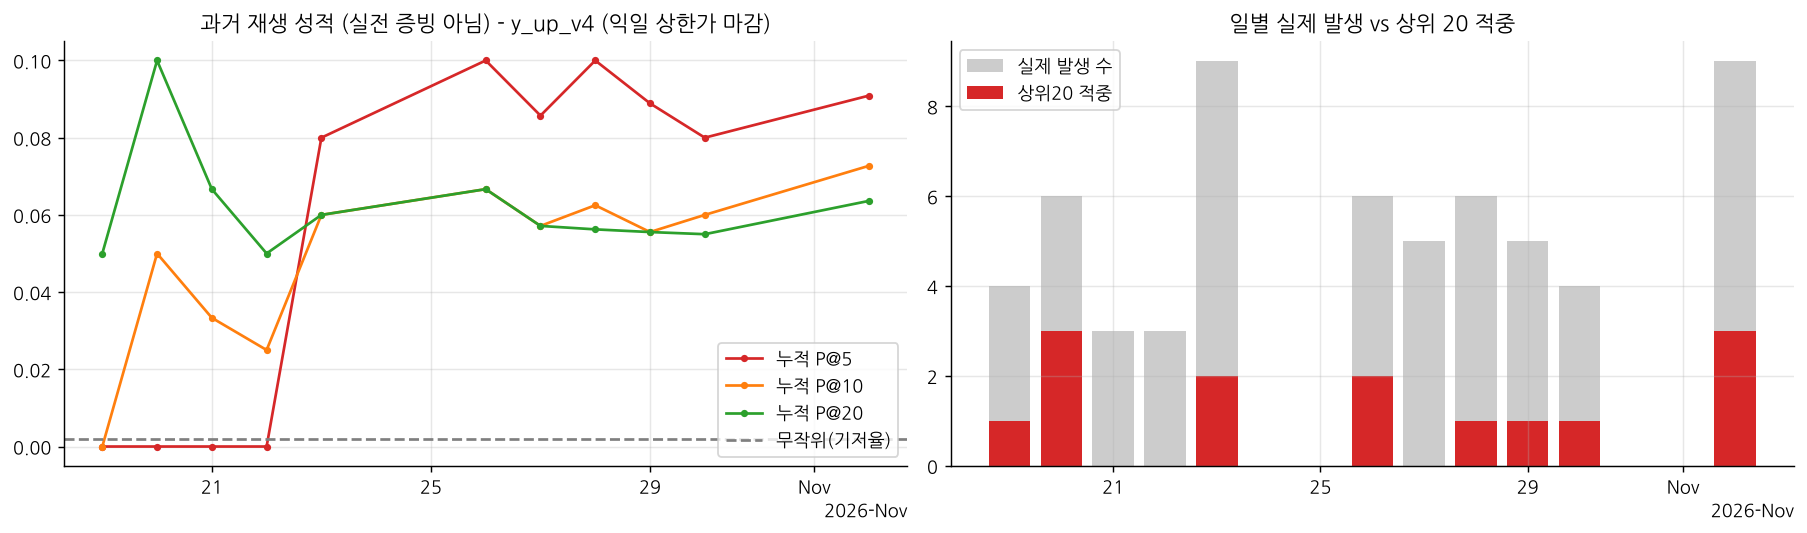 과거 재생 성적 (실전 증빙 아님) - y_up_v4 (익일 상한가 마감)
0.10
0.08
0.06
0.04
0.02
0.00
누적 P@5
누적 P@10
누적 P@20
무작위(기저율)
21
25
29
Nov
2026-Nov
일별 실제 발생 vs 상위 20 적중
실제 발생 수
상위20 적중
8
6
4
2
0
21
25
29
Nov
2026-Nov